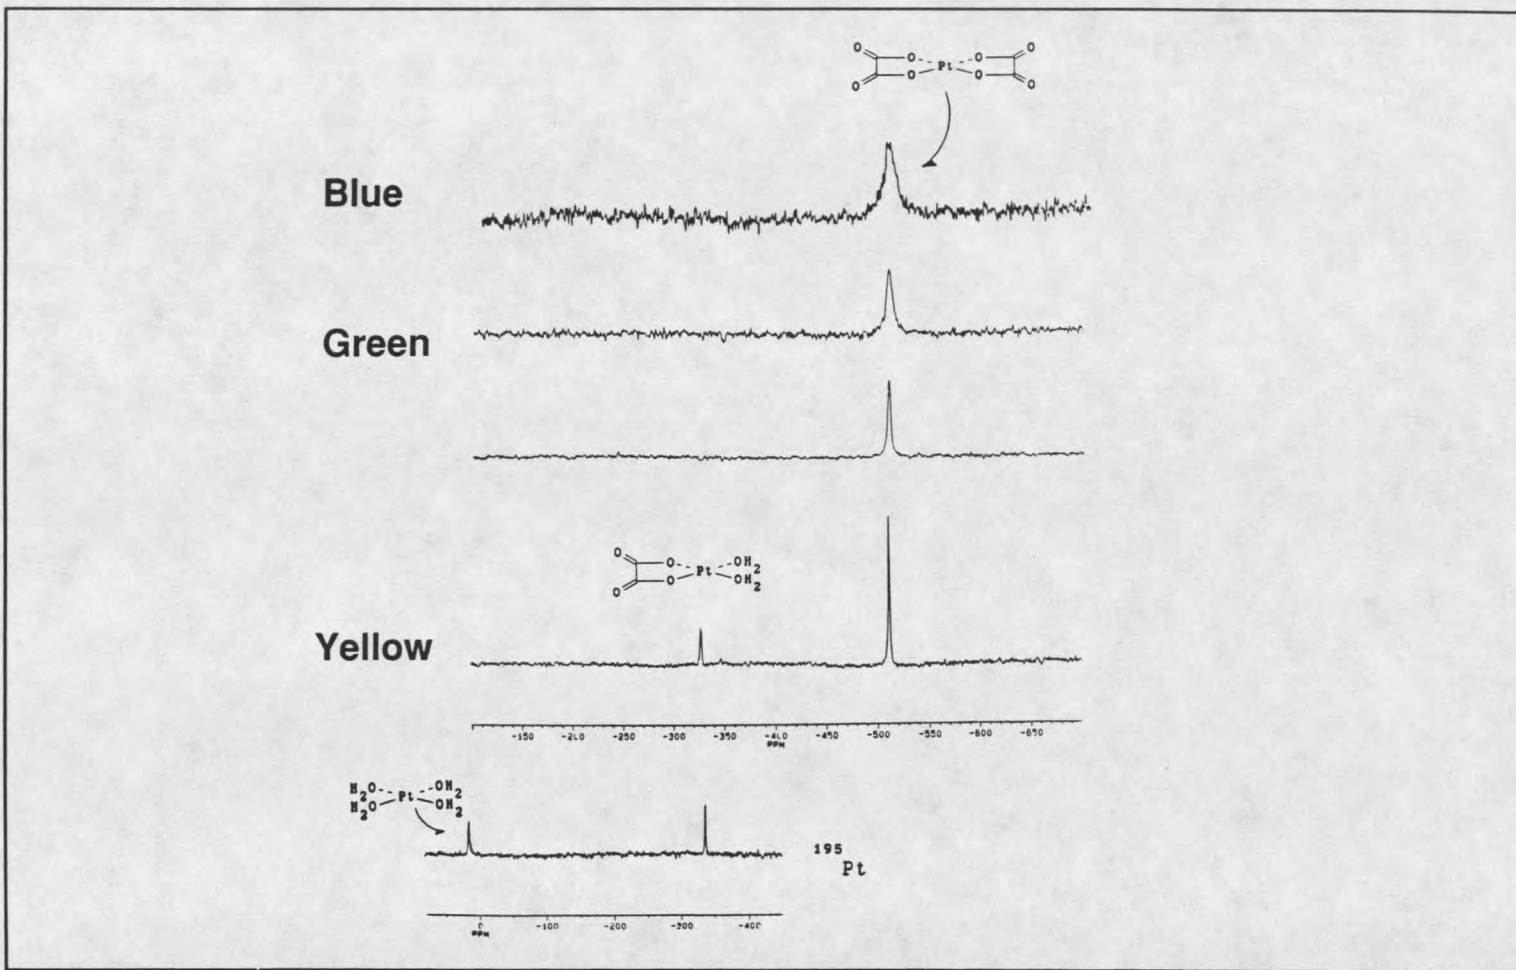 O O Pt O O
O O O O
Blue
Green
O O Pt OH2
O O OH2
Yellow
-150 -200 -250 -300 -350 -400 -450 -500 -550 -600 -650
PPM
H2O Pt OH2
H2O OH2
195Pt
0 -100 -200 -300 -400
PPM